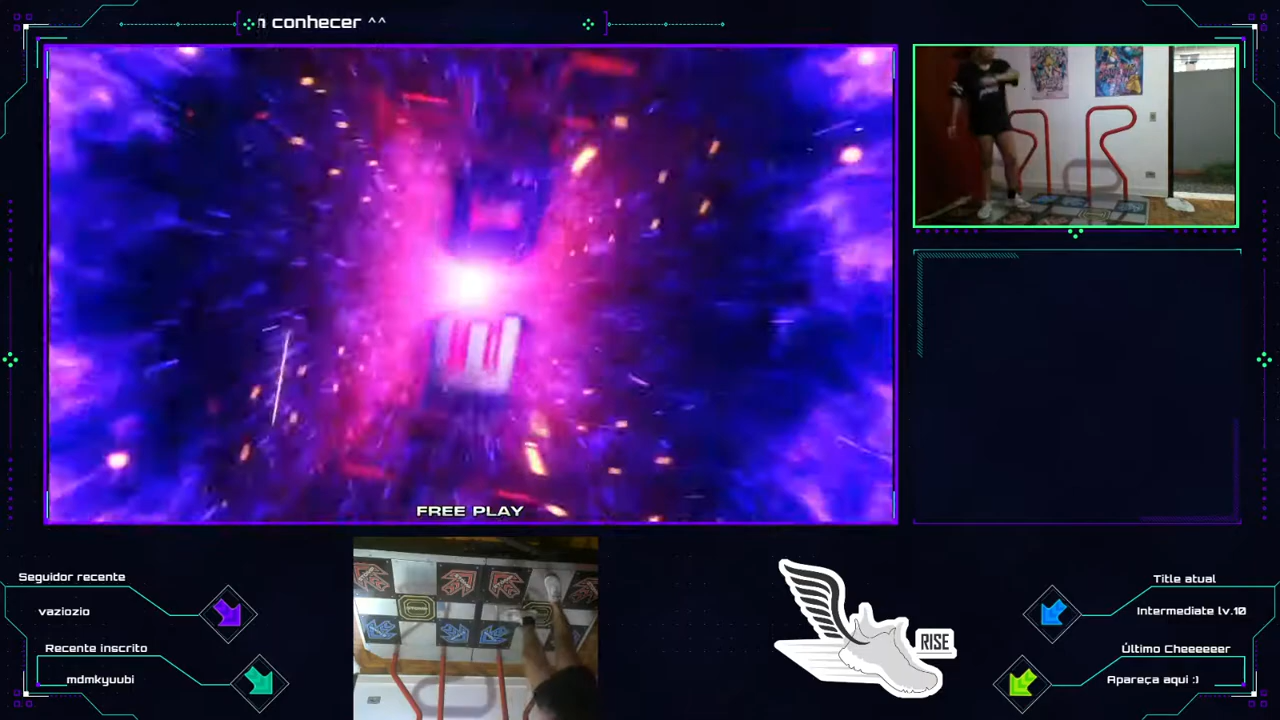 conhecer ^^
FREE PLAY
Seguidor recente
vaziozio
Recente inscrito
mdmkyuubi
RISE
Title atual
Intermediate lv.10
Último Cheeeeeer
Apareça aqui :)